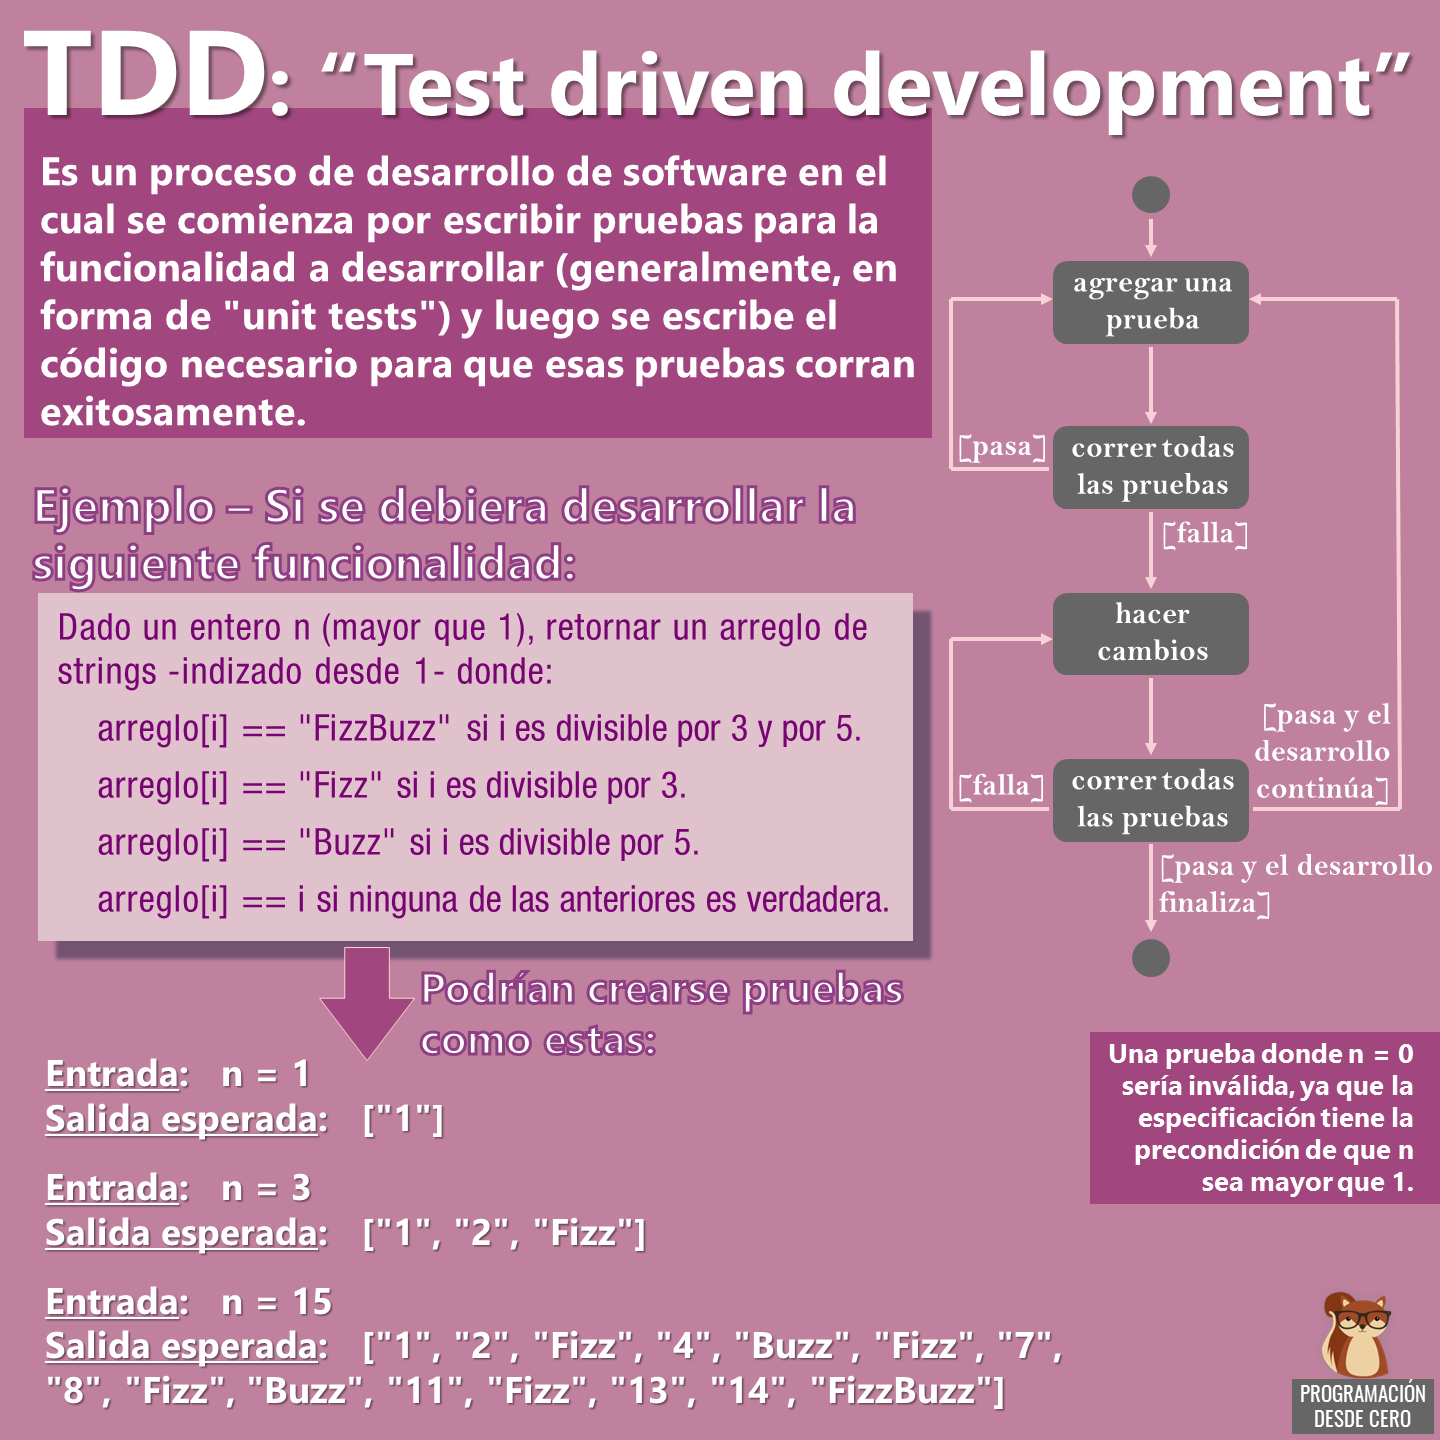 TDD: “Test driven development”
Es un proceso de desarrollo de software en el
cual se comienza por escribir pruebas para la
funcionalidad a desarrollar (generalmente, en
forma de "unit tests") y luego se escribe el
código necesario para que esas pruebas corran
exitosamente.
Ejemplo – Si se debiera desarrollar la
siguiente funcionalidad:
Dado un entero n (mayor que 1), retornar un arreglo de
strings -indizado desde 1- donde:
arreglo[i] == "FizzBuzz" si i es divisible por 3 y por 5.
arreglo[i] == "Fizz" si i es divisible por 3.
arreglo[i] == "Buzz" si i es divisible por 5.
arreglo[i] == i si ninguna de las anteriores es verdadera.
Podrían crearse pruebas
como estas:
Entrada: n = 1
Salida esperada: ["1"]
Entrada: n = 3
Salida esperada: ["1", "2", "Fizz"]
Entrada: n = 15
Salida esperada: ["1", "2", "Fizz", "4", "Buzz", "Fizz", "7",
"8", "Fizz", "Buzz", "11", "Fizz", "13", "14", "FizzBuzz"]
agregar una
prueba
[pasa]
correr todas
las pruebas
[falla]
hacer
cambios
[falla]
correr todas
las pruebas
[pasa y el
desarrollo
continúa]
[pasa y el desarrollo
finaliza]
Una prueba donde n = 0
sería inválida, ya que la
especificación tiene la
precondición de que n
sea mayor que 1.
PROGRAMACIÓN
DESDE CERO